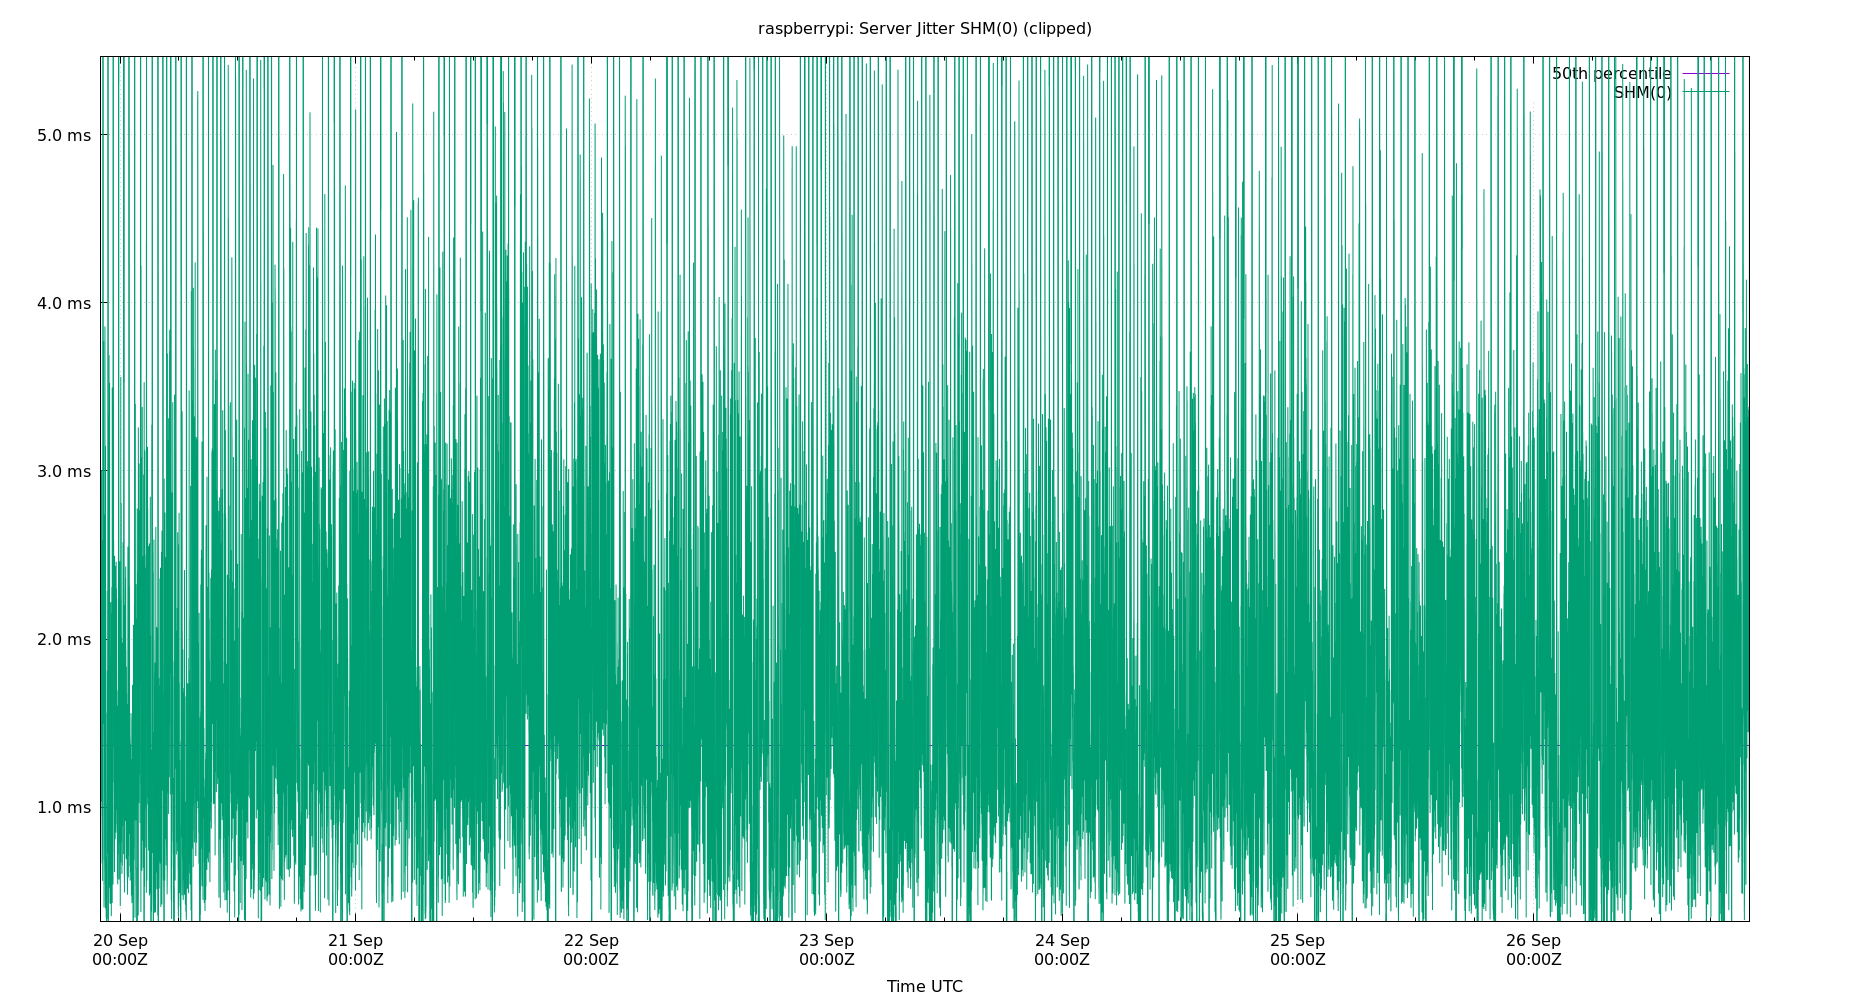 raspberrypi: Server Jitter SHM(0) (clipped)
50th percentile
SHM(0)
5.0 ms
4.0 ms
3.0 ms
2.0 ms
1.0 ms
20 Sep 21 Sep 22 Sep 23 Sep 24 Sep 25 Sep 26 Sep
00:00Z 00:00Z 00:00Z 00:00Z 00:00Z 00:00Z 00:00Z
Time UTC